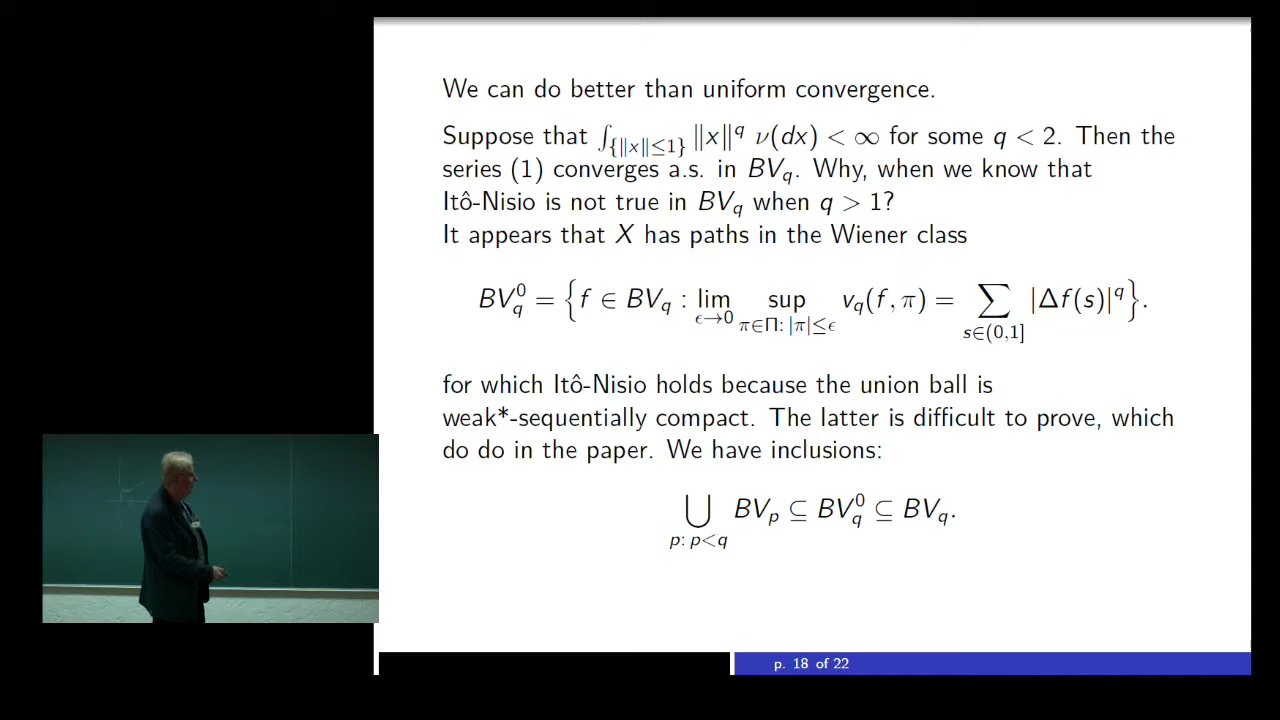 We can do better than uniform convergence.
Suppose that ∫_{‖x‖≤1} ‖x‖^q ν(dx) < ∞ for some q < 2. Then the
series (1) converges a.s. in BV_q. Why, when we know that
Itô-Nisio is not true in BV_q when q > 1?
It appears that X has paths in the Wiener class
BV_q^0 = {f ∈ BV_q : lim_{ϵ→0} sup_{π∈Π: |π|≤ϵ} v_q(f, π) = ∑_{s∈(0,1]} |Δf(s)|^q}.
for which Itô-Nisio holds because the union ball is
weak*-sequentially compact. The latter is difficult to prove, which
do do in the paper. We have inclusions:
⋃_{p: p<q} BV_p ⊆ BV_q^0 ⊆ BV_q.
p. 18 of 22